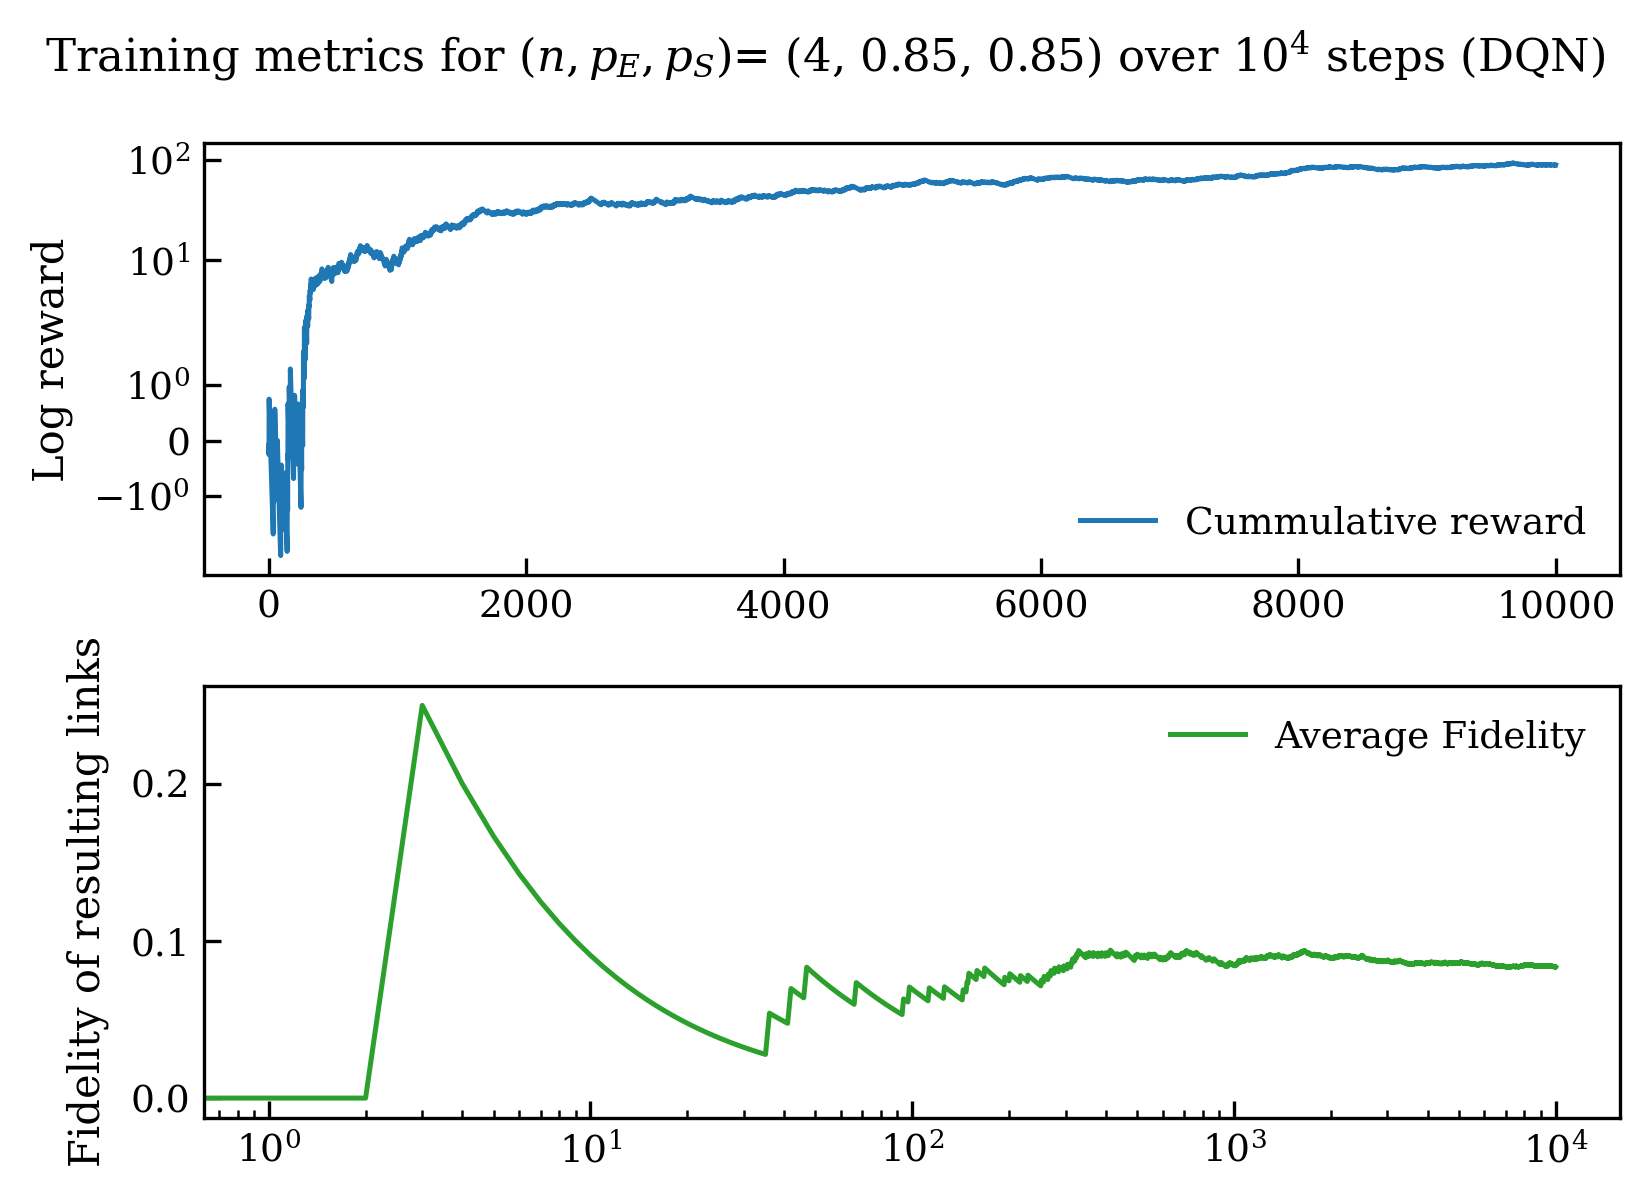 Training metrics for (n, p_E, p_S)= (4, 0.85, 0.85) over 10^4 steps (DQN)
Log reward
10^2
10^1
10^0
0
−10^0
Cummulative reward
0 2000 4000 6000 8000 10000
Fidelity of resulting links
0.2
0.1
0.0
Average Fidelity
10^0 10^1 10^2 10^3 10^4